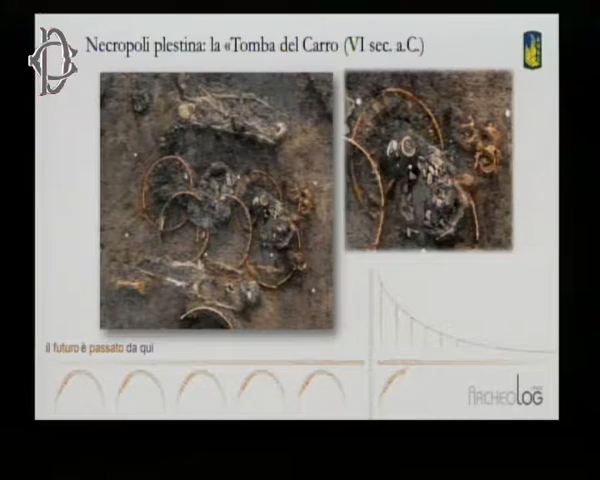 Necropoli plestina: la «Tomba del Carro (VI sec. a.C.)
il futuro è passato da qui
ARCHEOLOG